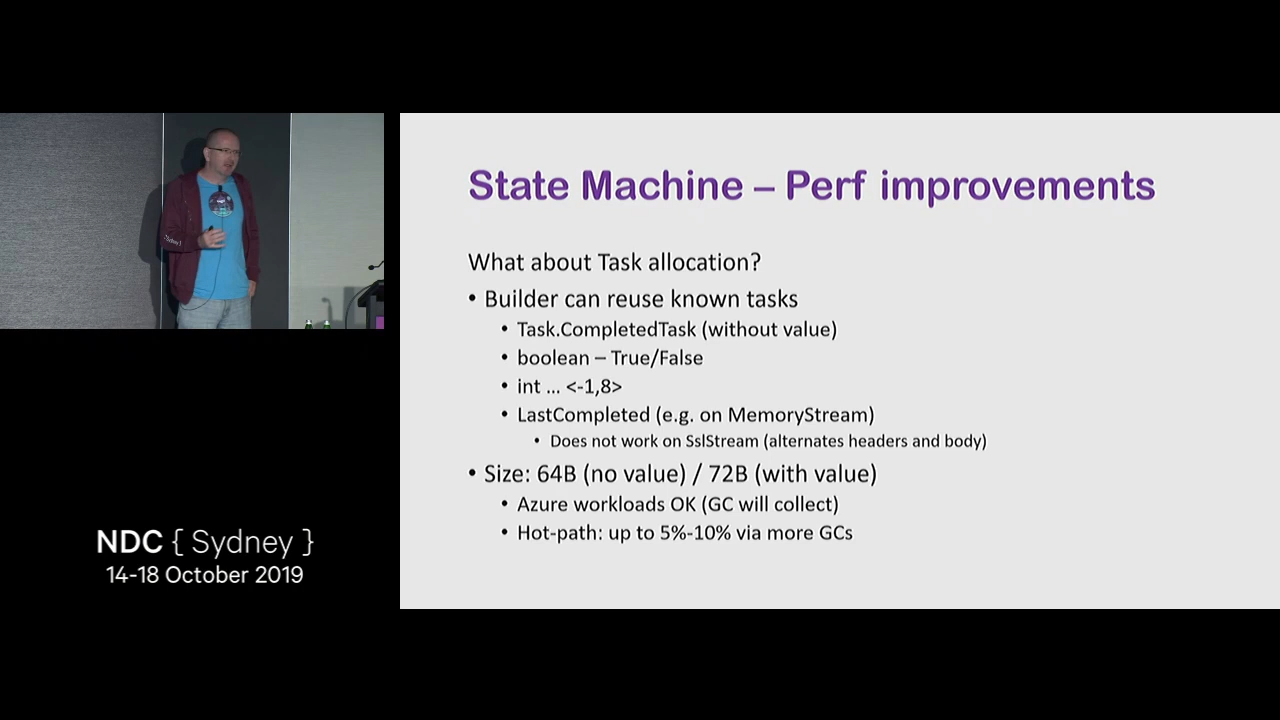 State Machine – Perf improvements
What about Task allocation?
• Builder can reuse known tasks
• Task.CompletedTask (without value)
• boolean – True/False
• int … <-1,8>
• LastCompleted (e.g. on MemoryStream)
• Does not work on SslStream (alternates headers and body)
• Size: 64B (no value) / 72B (with value)
• Azure workloads OK (GC will collect)
• Hot-path: up to 5%-10% via more GCs
NDC { Sydney }
14-18 October 2019